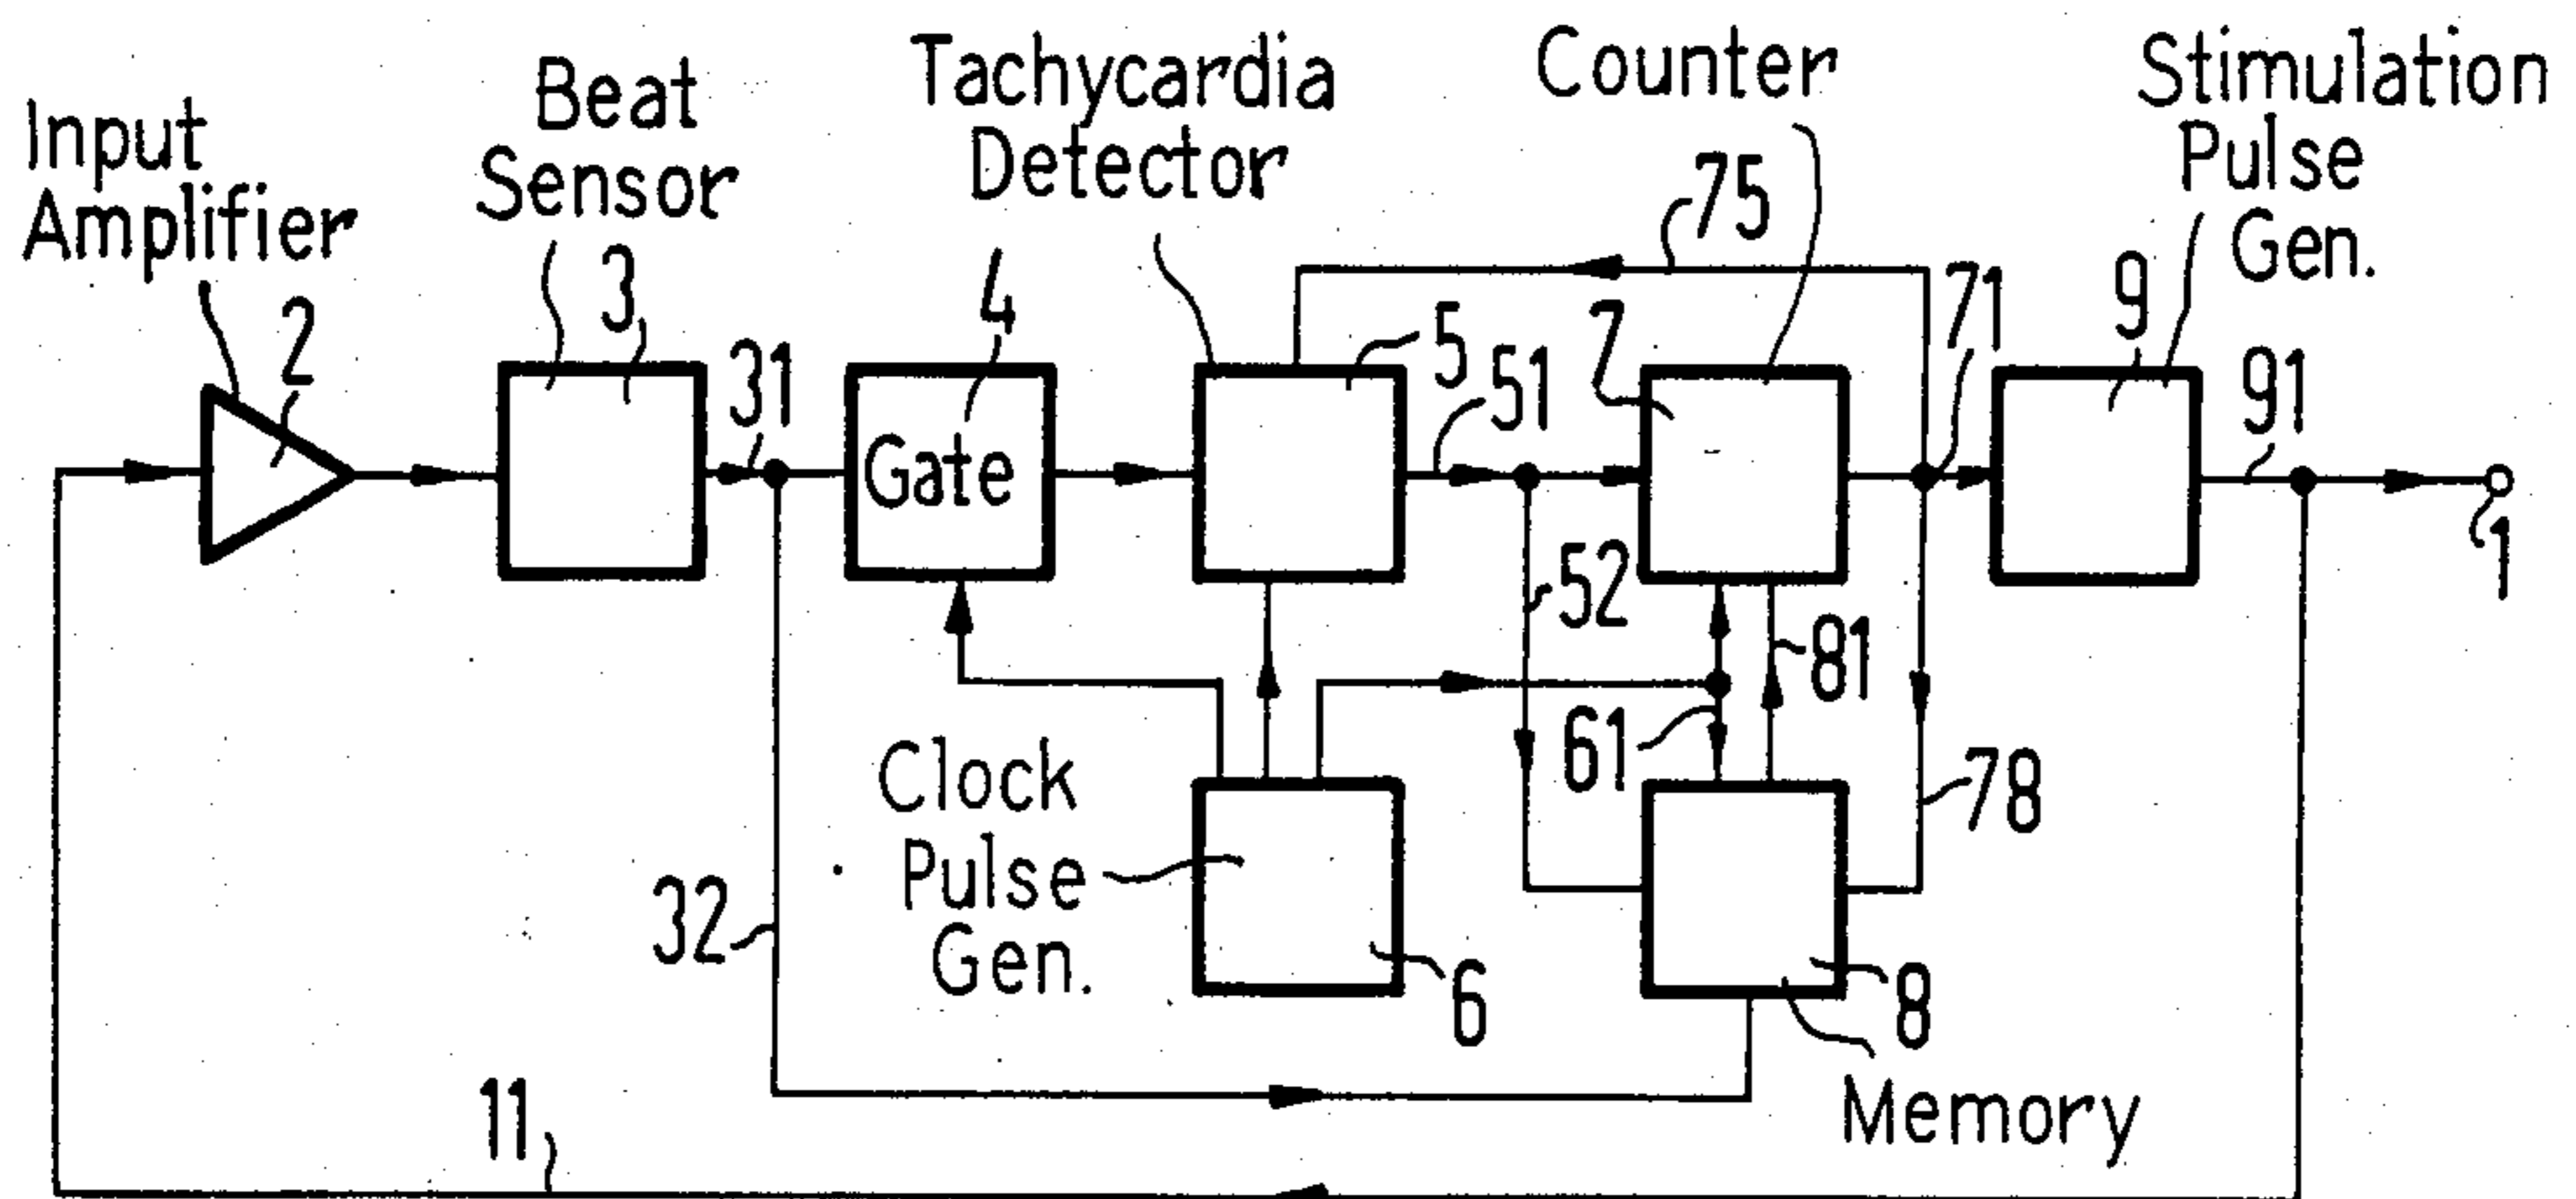 Input
Amplifier
2
Beat
Sensor
3
31
4
Gate
Tachycardia
Detector
5
51
75
Counter
7
71
Stimulation
Pulse
Gen.
9
91
1
52
81
61
78
Clock
Pulse
Gen.
6
8
Memory
32
11